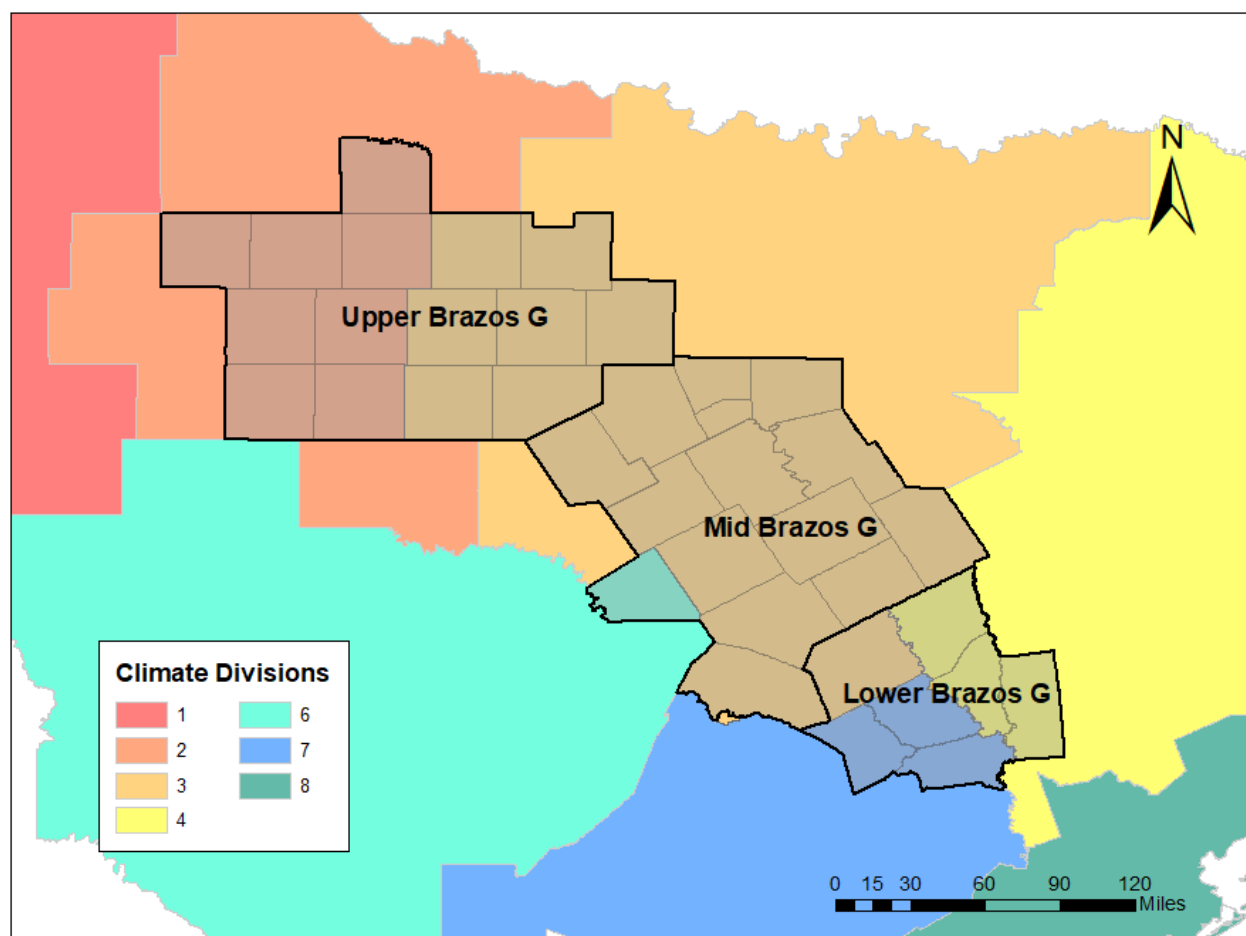 N
Upper Brazos G
Mid Brazos G
Lower Brazos G
Climate Divisions
1 6
2 7
3 8
4
0 15 30 60 90 120
Miles